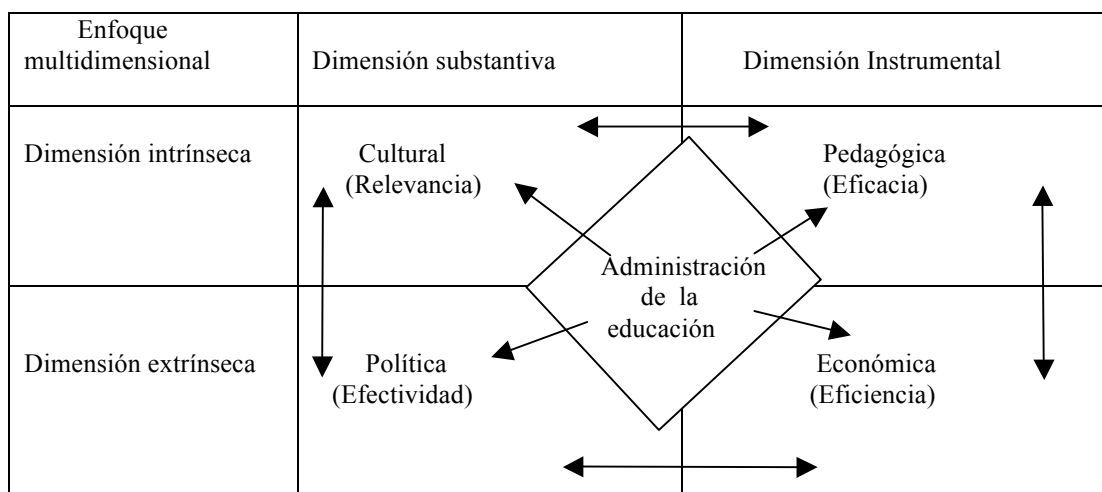 Enfoque
multidimensional
Dimensión substantiva
Dimensión Instrumental
Dimensión intrínseca
Cultural
(Relevancia)
Pedagógica
(Eficacia)
Administración
de la
educación
Dimensión extrínseca
Política
(Efectividad)
Económica
(Eficiencia)